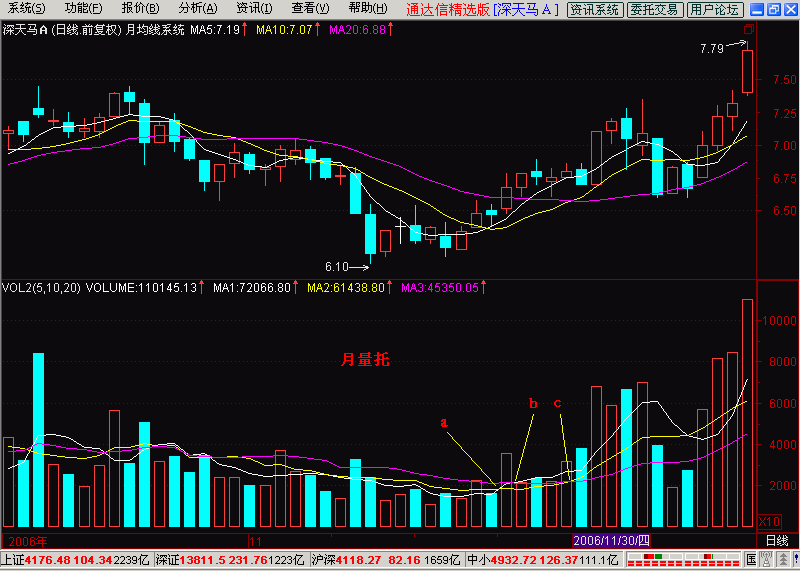 系统(S) 功能(F) 报价(B) 分析(A) 资讯(I) 查看(V) 帮助(H) 通达信精选版 [深天马A] 资讯系统 委托交易 用户论坛
深天马A (日线.前复权) 月均线系统 MA5:7.19↑ MA10:7.07↑ MA20:6.88↑
7.79
7.50
7.25
7.00
6.75
6.50
6.10
VOL2(5,10,20) VOLUME:110145.13↑ MA1:72066.80↑ MA2:61438.80↑ MA3:45350.05↑
10000
月量托
8000
b c
6000
a
4000
2000
X10
2006年 11 2006/11/30/四 日线
上证4176.48 104.34 2239亿 深证13811.5 231.76 1223亿 沪深4118.27 82.16 1659亿 中小4932.72 126.37 111.1亿 国